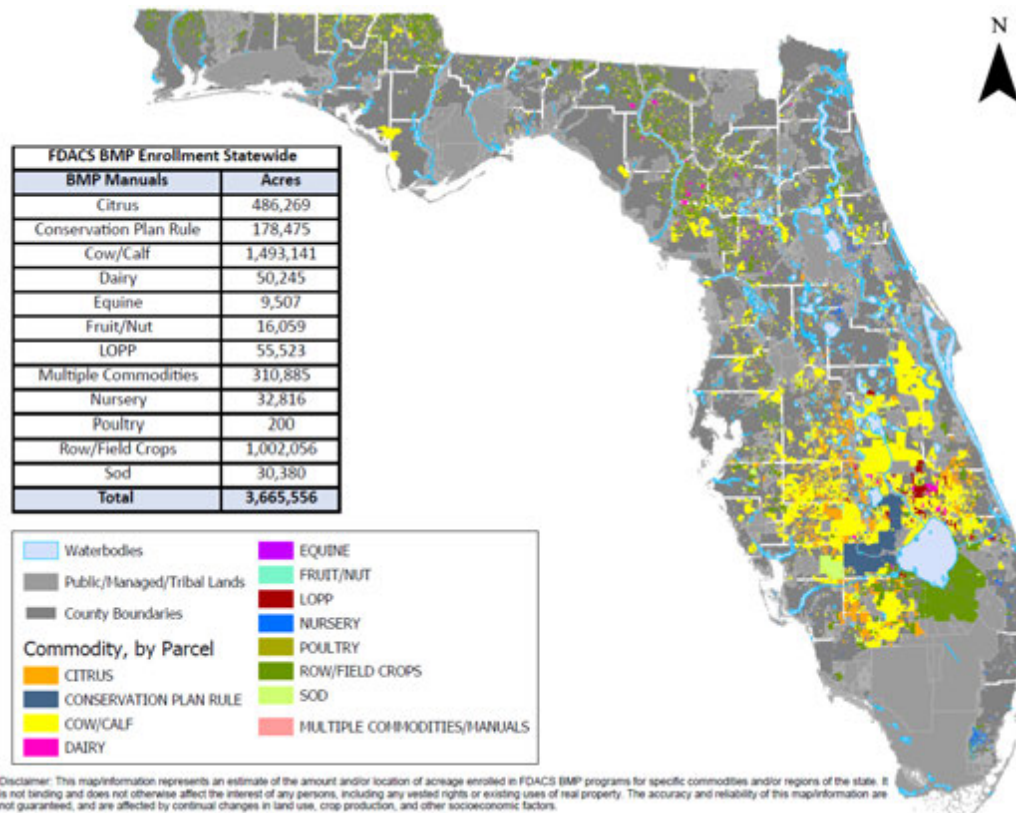 N
FDACS BMP Enrollment Statewide
BMP Manuals Acres
Citrus 486,269
Conservation Plan Rule 178,475
Cow/Calf 1,493,141
Dairy 50,245
Equine 9,507
Fruit/Nut 16,059
LOPP 55,523
Multiple Commodities 310,885
Nursery 32,816
Poultry 200
Row/Field Crops 1,002,056
Sod 30,380
Total 3,665,556
Waterbodies
Public/Managed/Tribal Lands
County Boundaries
Commodity, by Parcel
CITRUS
CONSERVATION PLAN RULE
COW/CALF
DAIRY
EQUINE
FRUIT/NUT
LOPP
NURSERY
POULTRY
ROW/FIELD CROPS
SOD
MULTIPLE COMMODITIES/MANUALS
Disclaimer: This map/information represents an estimate of the amount and/or location of acreage enrolled in FDACS BMP programs for specific commodities and/or regions of the state. It
is not binding and does not otherwise affect the interest of any persons, including any vested rights or existing uses of real property. The accuracy and reliability of this map/information are
not guaranteed, and are affected by continual changes in land use, crop production, and other socioeconomic factors.